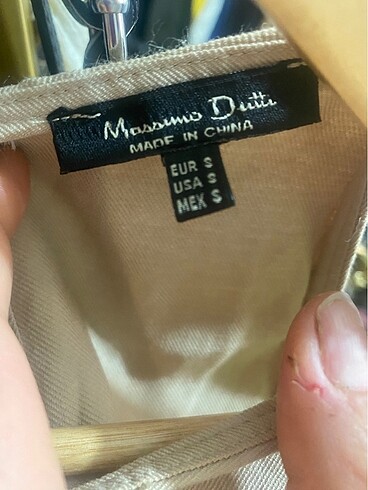 Massimo Dutti
MADE IN CHINA
EUR S
USA S
MEX S